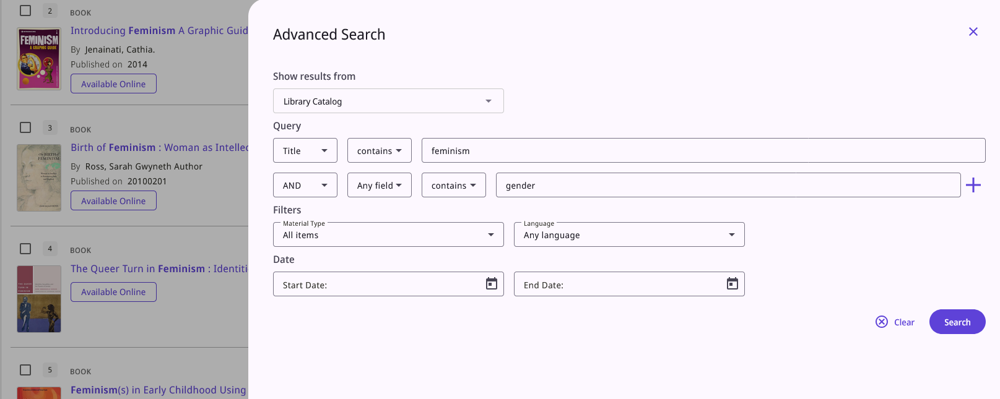 2
BOOK
Introducing Feminism A Graphic Guid
By Jenainati, Cathia.
Published on 2014
Available Online
FEMINISM
A GRAPHIC GUIDE
3
BOOK
Birth of Feminism : Woman as Intellec
By Ross, Sarah Gwyneth Author
Published on 20100201
Available Online
The BIRTH of
FEMINISM
4
BOOK
The Queer Turn in Feminism : Identiti
Available Online
THE QUEER
TURN IN
FEMINISM
5
BOOK
Feminism(s) in Early Childhood Using
Advanced Search
Show results from
Library Catalog
Query
Title contains feminism
AND Any field contains gender
Filters
Material Type Language
All items Any language
Date
Start Date: End Date:
Clear Search